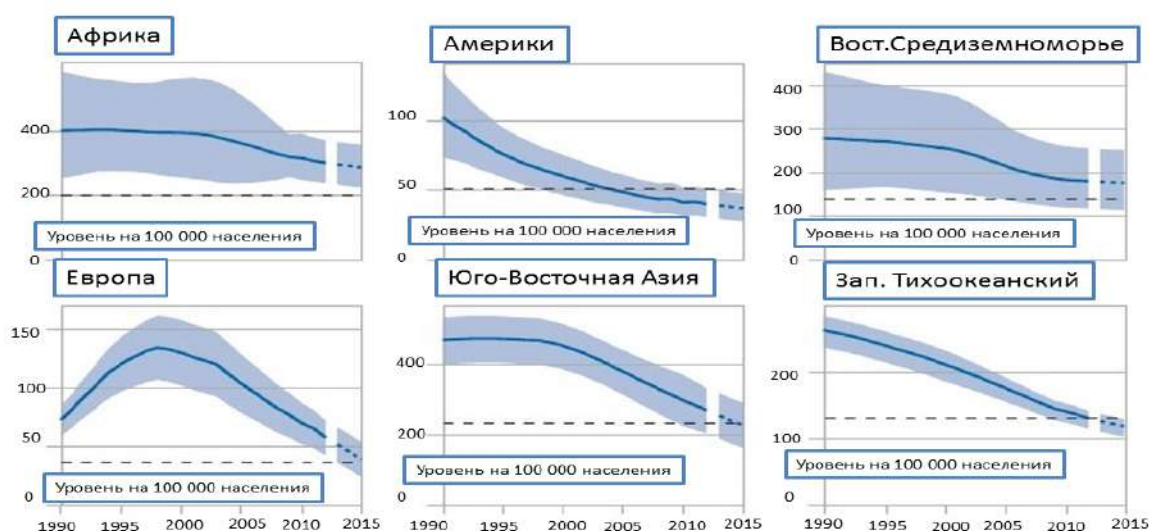 Африка
400
200
0
Уровень на 100 000 населения
Америки
100
50
0
Уровень на 100 000 населения
Вост.Средиземноморье
400
300
200
100
0
Уровень на 100 000 населения
Европа
150
100
50
0
Уровень на 100 000 населения
1990 1995 2000 2005 2010 2015
Юго-Восточная Азия
400
200
0
Уровень на 100 000 населения
1990 1995 2000 2005 2010 2015
Зап. Тихоокеанский
200
100
0
Уровень на 100 000 населения
1990 1995 2000 2005 2010 2015